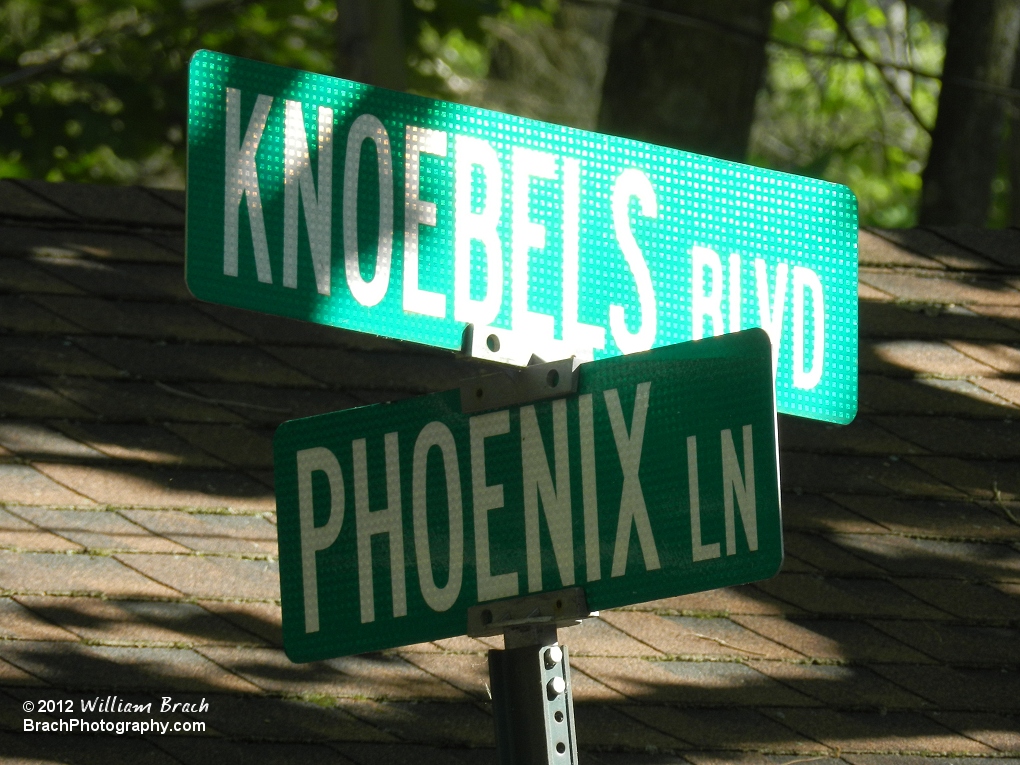 KNOEBELS BLVD
PHOENIX LN
©2012 William Brach
BrachPhotography.com